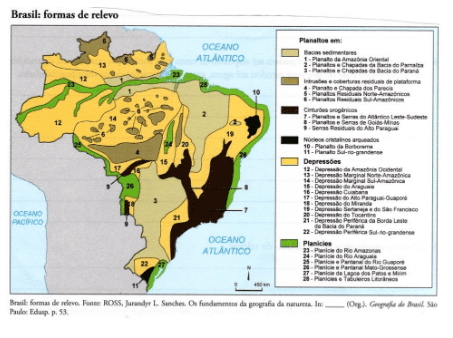 Brasil: formas de relevo
OCEANO
ATLÂNTICO
OCEANO
PACÍFICO
OCEANO
ATLÂNTICO
0 450 km
Planaltos em:
Bacias sedimentares
1 - Planalto da Amazônia Oriental
2 - Planaltos e Chapadas da Bacia do Parnaíba
3 - Planaltos e Chapadas da Bacia do Paraná
Intrusões e coberturas residuais de plataforma
4 - Planalto e Chapada dos Parecis
5 - Planaltos Residuais Norte-Amazônicos
6 - Planaltos Residuais Sul-Amazônicos
Cinturões orogênicos
7 - Planaltos e Serras do Atlântico Leste-Sudeste
8 - Planaltos e Serras de Goiás-Minas
9 - Serras Residuais do Alto Paraguai
Núcleos cristalinos arqueados
10 - Planalto da Borborema
11 - Planalto Sul-rio-grandense
Depressões
12 - Depressão da Amazônia Ocidental
13 - Depressão Marginal Norte-Amazônica
14 - Depressão Marginal Sul-Amazônica
15 - Depressão do Araguaia
16 - Depressão Cuiabana
17 - Depressão do Alto Paraguai-Guaporé
18 - Depressão do Miranda
19 - Depressão Sertaneja e do São Francisco
20 - Depressão do Tocantins
21 - Depressão Periférica da Borda Leste
da Bacia do Paraná
22 - Depressão Periférica Sul-rio-grandense
Planícies
23 - Planície do Rio Amazonas
24 - Planície do Rio Araguaia
25 - Planície e Pantanal do Rio Guaporé
26 - Planície e Pantanal Mato-Grossense
27 - Planície da Lagoa dos Patos e Mirim
28 - Planícies e Tabuleiros Litorâneos
Brasil: formas de relevo. Fonte: ROSS, Jurandyr L. Sanches. Os fundamentos da geografia da natureza. In: _____ (Org.). Geografia do Brasil. São
Paulo: Edusp. p. 53.